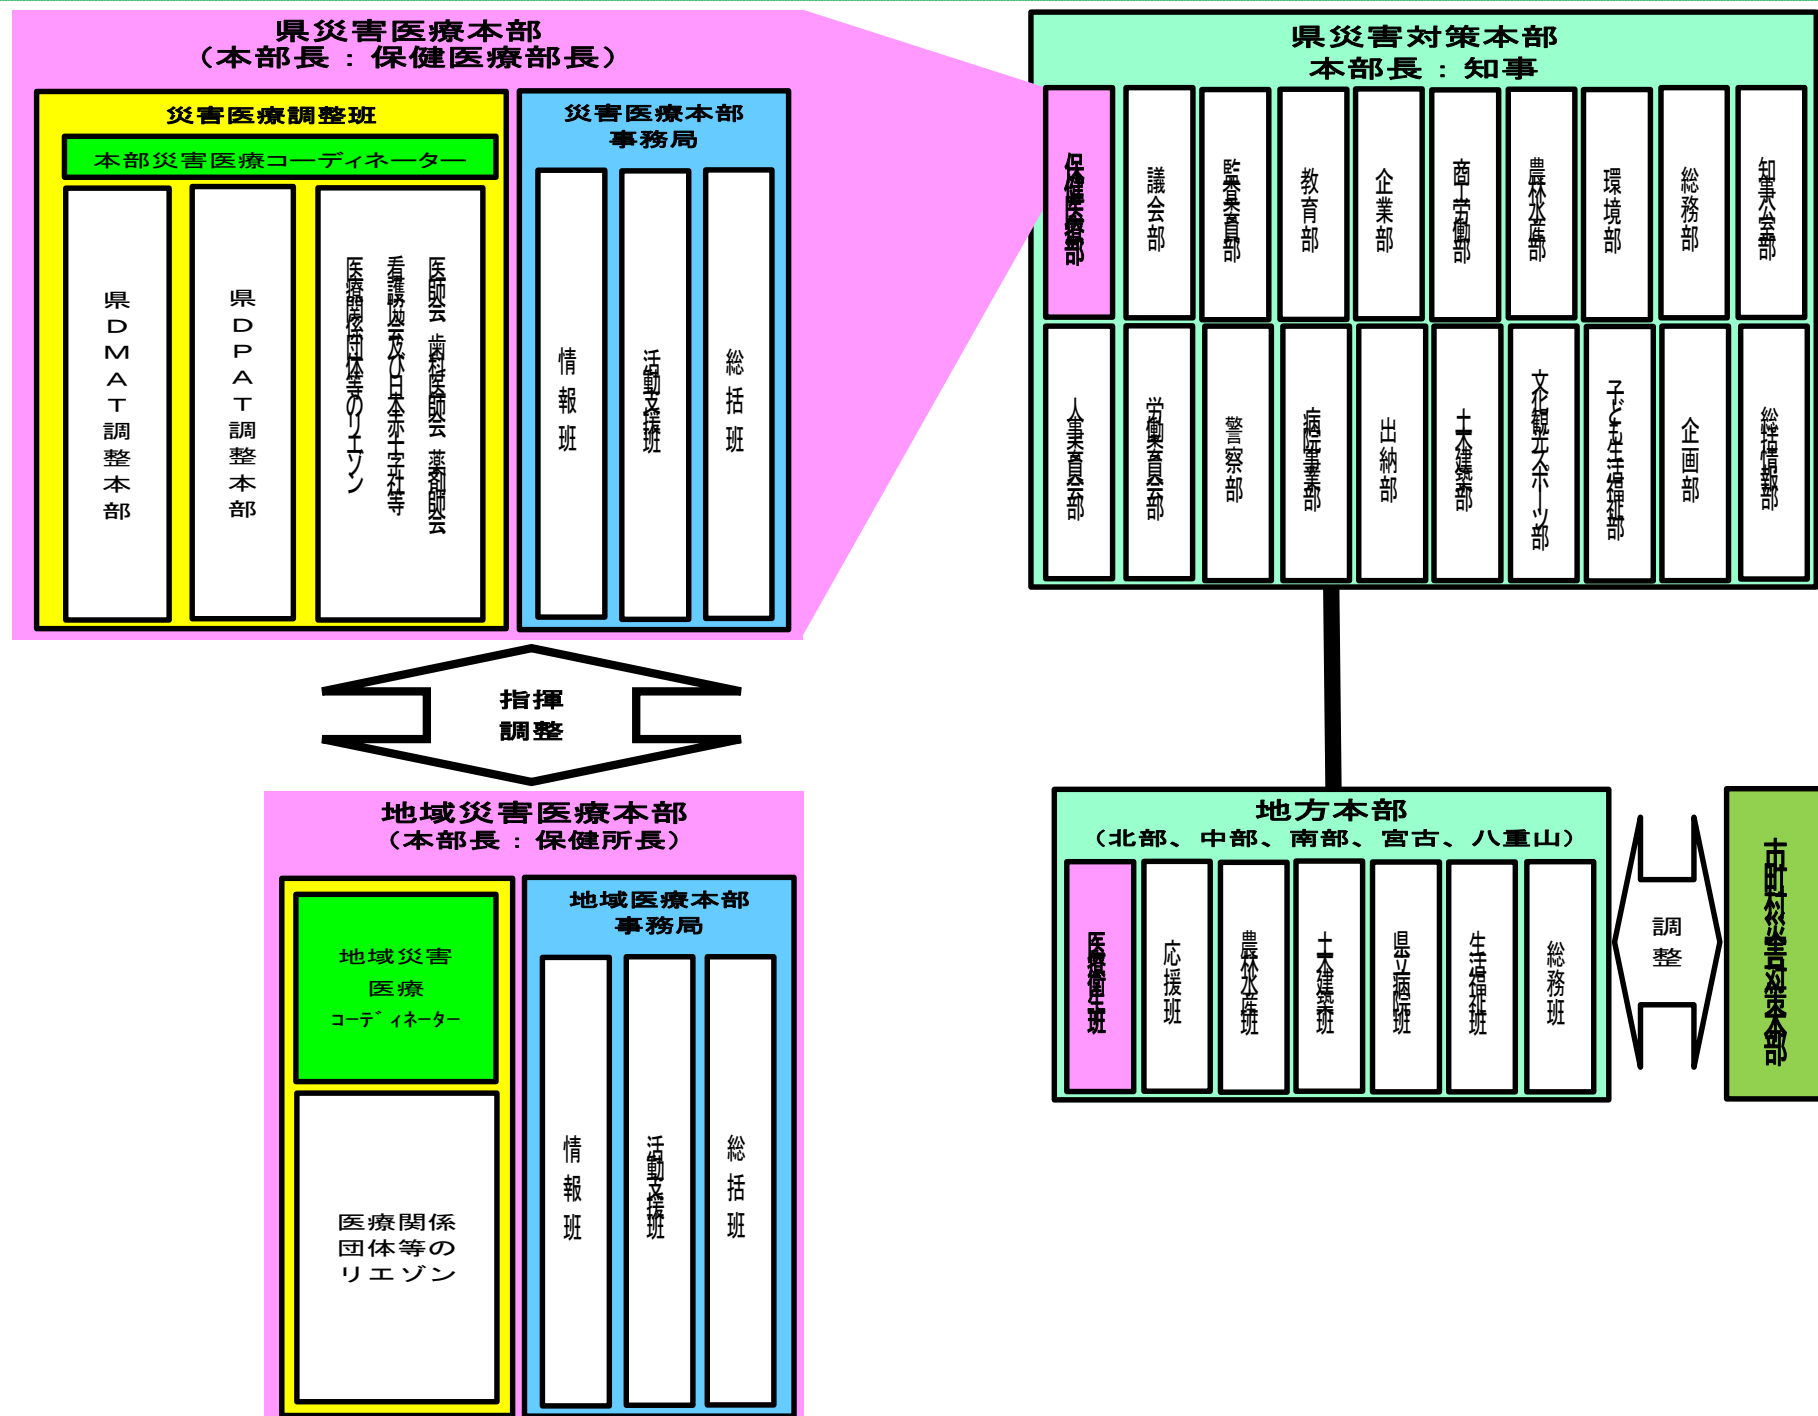 県災害医療本部
（本部長：保健医療部長）
災害医療調整班
本部災害医療コーディネーター
県DMAT調整本部
県DPAT調整本部
医師会 歯科医師会 薬剤師会
看護協会及び日本赤十字社等
医療関係団体等のリエゾン
災害医療本部
事務局
情報班
活動支援班
総括班
指揮
調整
地域災害医療本部
（本部長：保健所長）
地域災害
医療
コーディネーター
医療関係
団体等の
リエゾン
地域医療本部
事務局
情報班
活動支援班
総括班
県災害対策本部
本部長：知事
保健医療部
議会部
監査委員部
教育部
企業部
商工労働部
農林水産部
環境部
総務部
知事公室部
人事委員会部
労働委員会部
警察部
病院事業部
出納部
土木建築部
文化観光スポーツ部
子ども生活福祉部
企画部
総括情報部
地方本部
（北部、中部、南部、宮古、八重山）
医療衛生班
応援班
農林水産班
土木建築班
県立病院班
生活福祉班
総務班
調
整
市町村災害対策本部